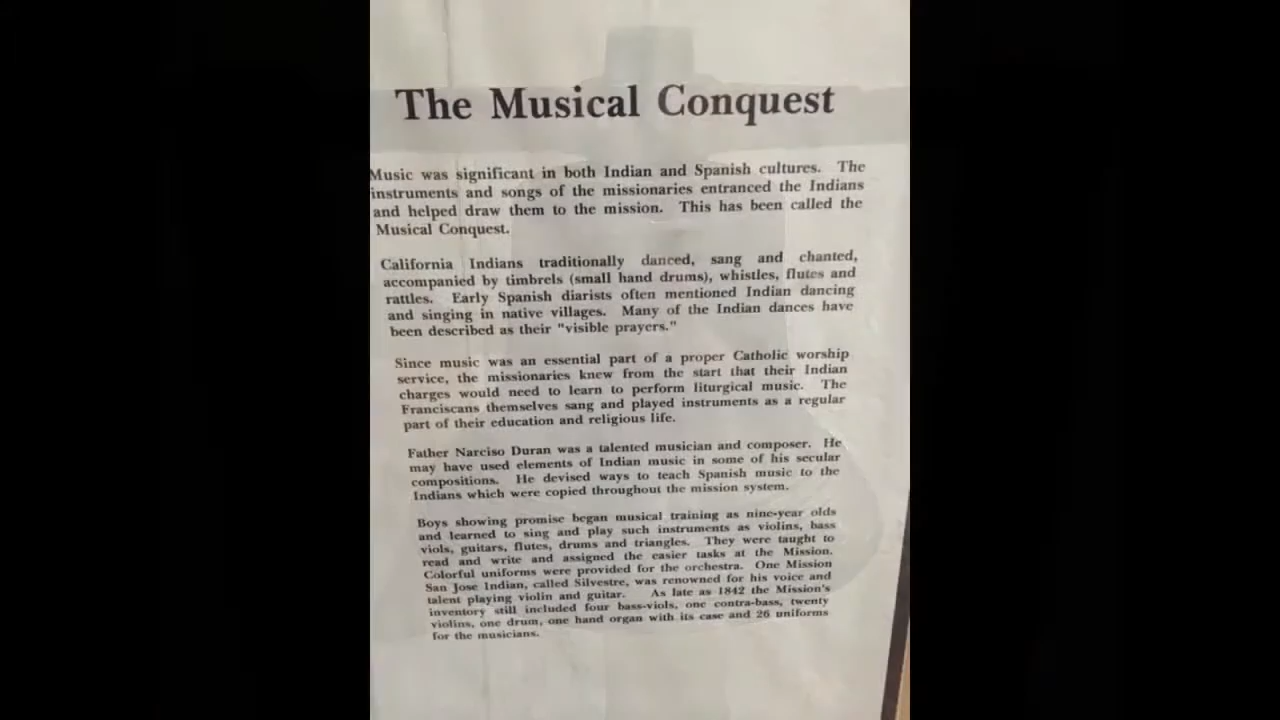 The Musical Conquest
Music was significant in both Indian and Spanish cultures. The
instruments and songs of the missionaries entranced the Indians
and helped draw them to the mission. This has been called the
Musical Conquest.
California Indians traditionally danced, sang and chanted,
accompanied by timbrels (small hand drums), whistles, flutes and
rattles. Early Spanish diarists often mentioned Indian dancing
and singing in native villages. Many of the Indian dances have
been described as their "visible prayers."
Since music was an essential part of a proper Catholic worship
service, the missionaries knew from the start that their Indian
charges would need to learn to perform liturgical music. The
Franciscans themselves sang and played instruments as a regular
part of their education and religious life.
Father Narciso Duran was a talented musician and composer. He
may have used elements of Indian music in some of his secular
compositions. He devised ways to teach Spanish music to the
Indians which were copied throughout the mission system.
Boys showing promise began musical training as nine-year olds
and learned to sing and play such instruments as violins, bass
viols, guitars, flutes, drums and triangles. They were taught to
read and write and assigned the easier tasks at the Mission.
Colorful uniforms were provided for the orchestra. One Mission
San Jose Indian, called Silvestre, was renowned for his voice and
talent playing violin and guitar. As late as 1842 the Mission's
inventory still included four bass-viols, one contra-bass, twenty
violins, one drum, one hand organ with its case and 26 uniforms
for the musicians.